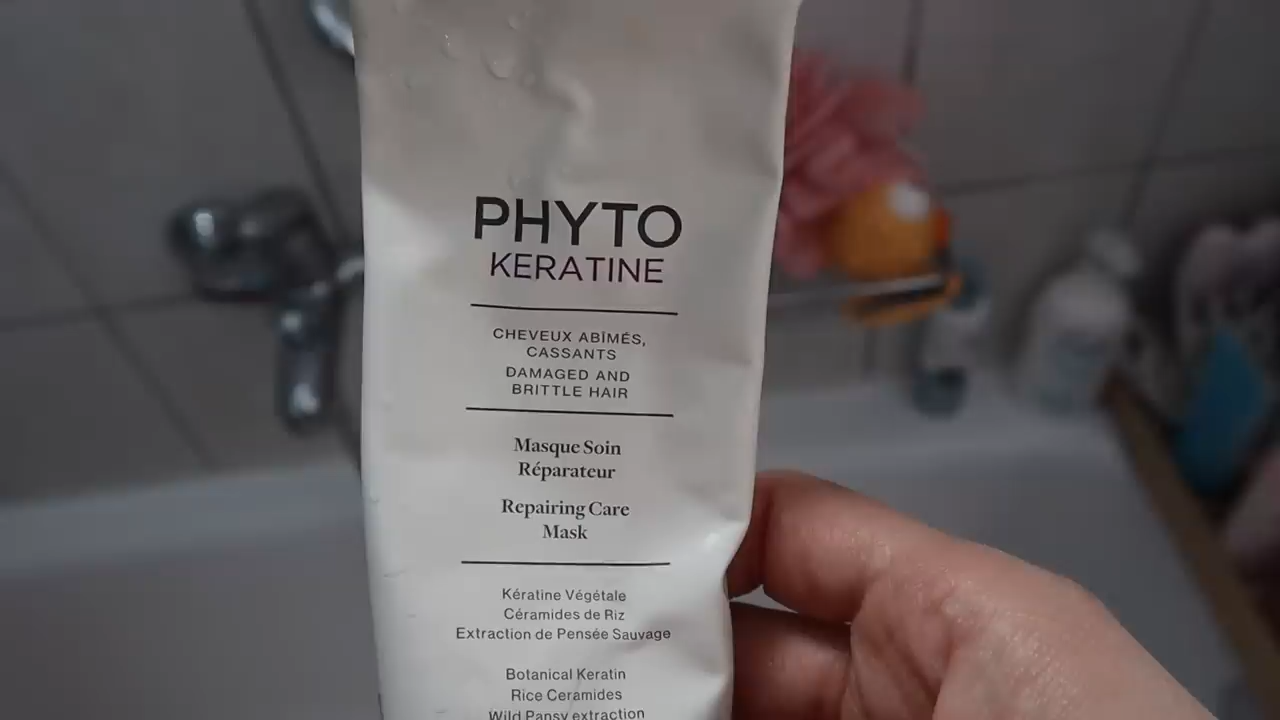 PHYTO
KERATINE
CHEVEUX ABÎMÉS,
CASSANTS
DAMAGED AND
BRITTLE HAIR
Masque Soin
Réparateur
Repairing Care
Mask
Kératine Végétale
Céramides de Riz
Extraction de Pensée Sauvage
Botanical Keratin
Rice Ceramides
Wild Pansy extraction